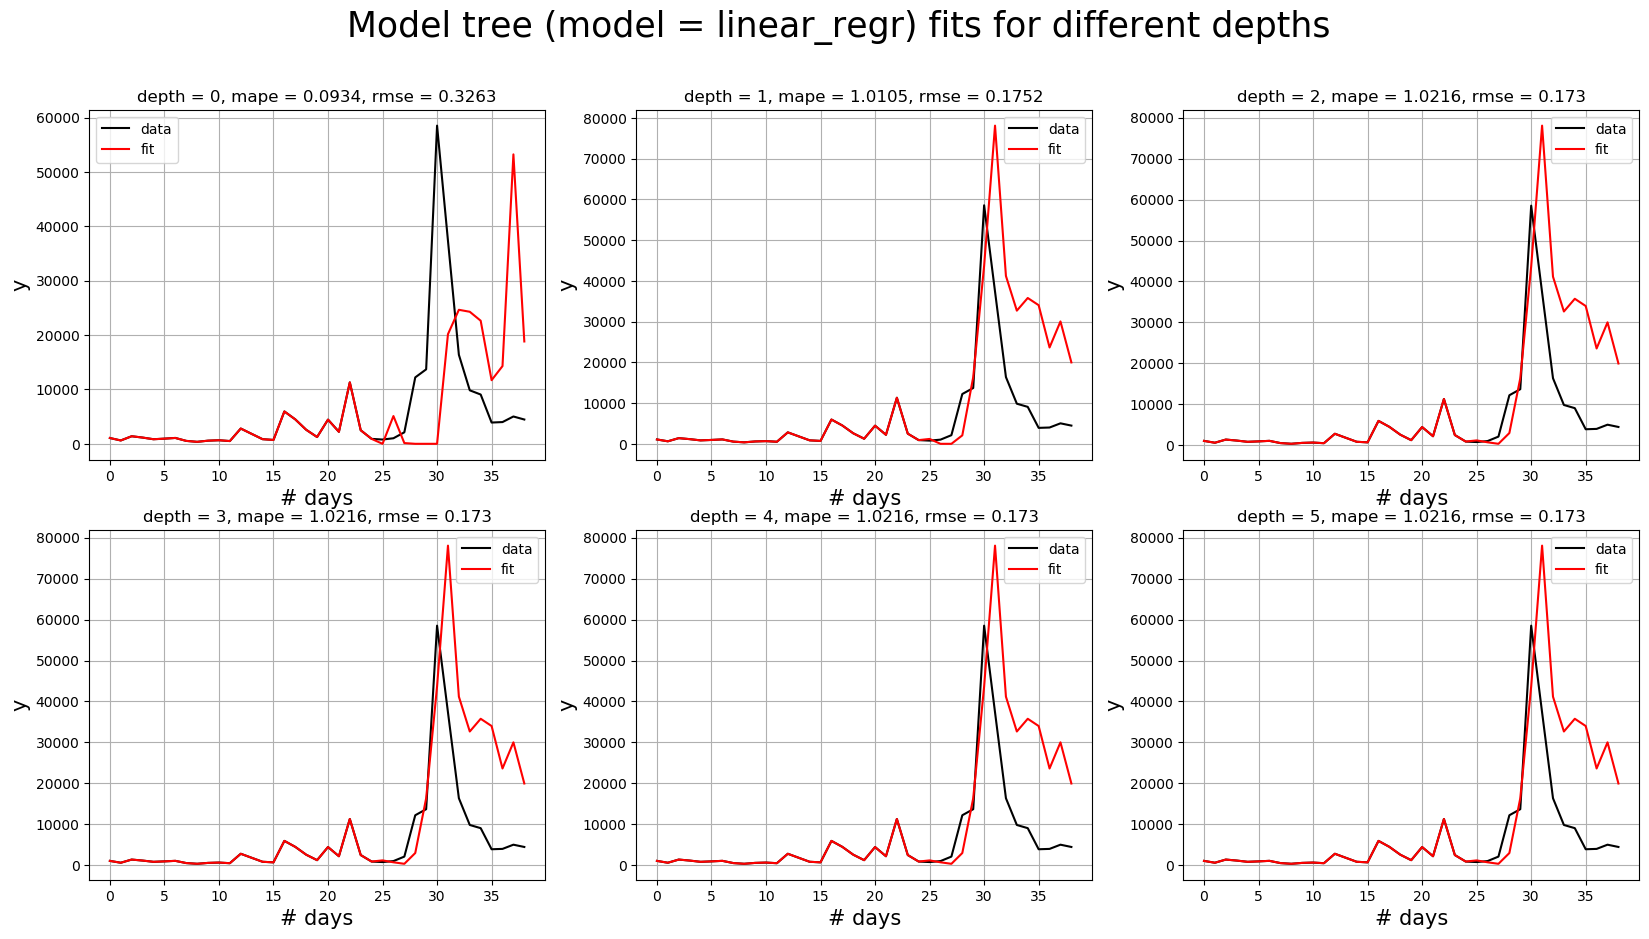 Model tree (model = linear_regr) fits for different depths
depth = 0, mape = 0.0934, rmse = 0.3263
60000
50000
40000
30000
20000
10000
0
y
data
fit
0 5 10 15 20 25 30 35
# days
depth = 1, mape = 1.0105, rmse = 0.1752
80000
70000
60000
50000
40000
30000
20000
10000
0
y
data
fit
0 5 10 15 20 25 30 35
# days
depth = 2, mape = 1.0216, rmse = 0.173
80000
70000
60000
50000
40000
30000
20000
10000
0
y
data
fit
0 5 10 15 20 25 30 35
# days
depth = 3, mape = 1.0216, rmse = 0.173
80000
70000
60000
50000
40000
30000
20000
10000
0
y
data
fit
0 5 10 15 20 25 30 35
# days
depth = 4, mape = 1.0216, rmse = 0.173
80000
70000
60000
50000
40000
30000
20000
10000
0
y
data
fit
0 5 10 15 20 25 30 35
# days
depth = 5, mape = 1.0216, rmse = 0.173
80000
70000
60000
50000
40000
30000
20000
10000
0
y
data
fit
0 5 10 15 20 25 30 35
# days